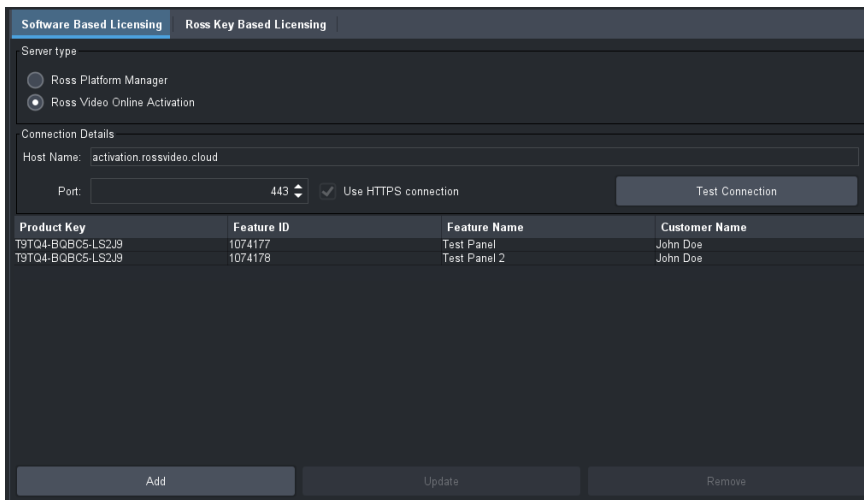 Software Based Licensing Ross Key Based Licensing
Server type
Ross Platform Manager
Ross Video Online Activation
Connection Details
Host Name: activation.rossvideo.cloud
Port: 443 Use HTTPS connection Test Connection
Product Key Feature ID Feature Name Customer Name
T9TQ4-BQBC5-LS2J9 1074177 Test Panel John Doe
T9TQ4-BQBC5-LS2J9 1074178 Test Panel 2 John Doe
Add Update Remove